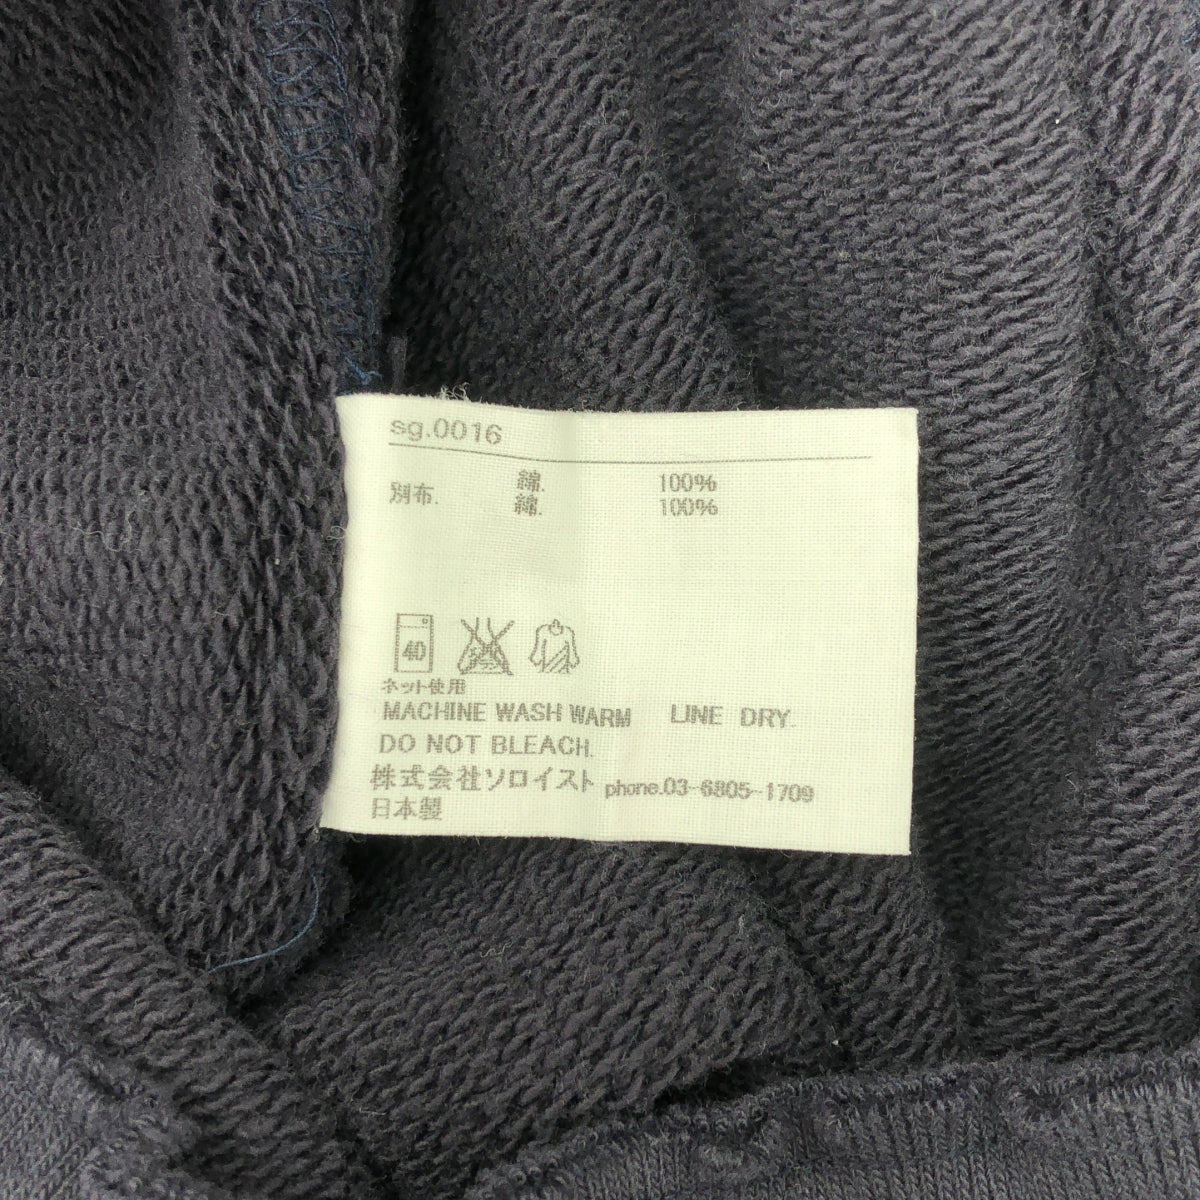 sg.0016
綿. 100%
別布. 綿. 100%
40
ネット使用
MACHINE WASH WARM LINE DRY.
DO NOT BLEACH.
株式会社ソロイスト phone.03-6805-1709
日本製